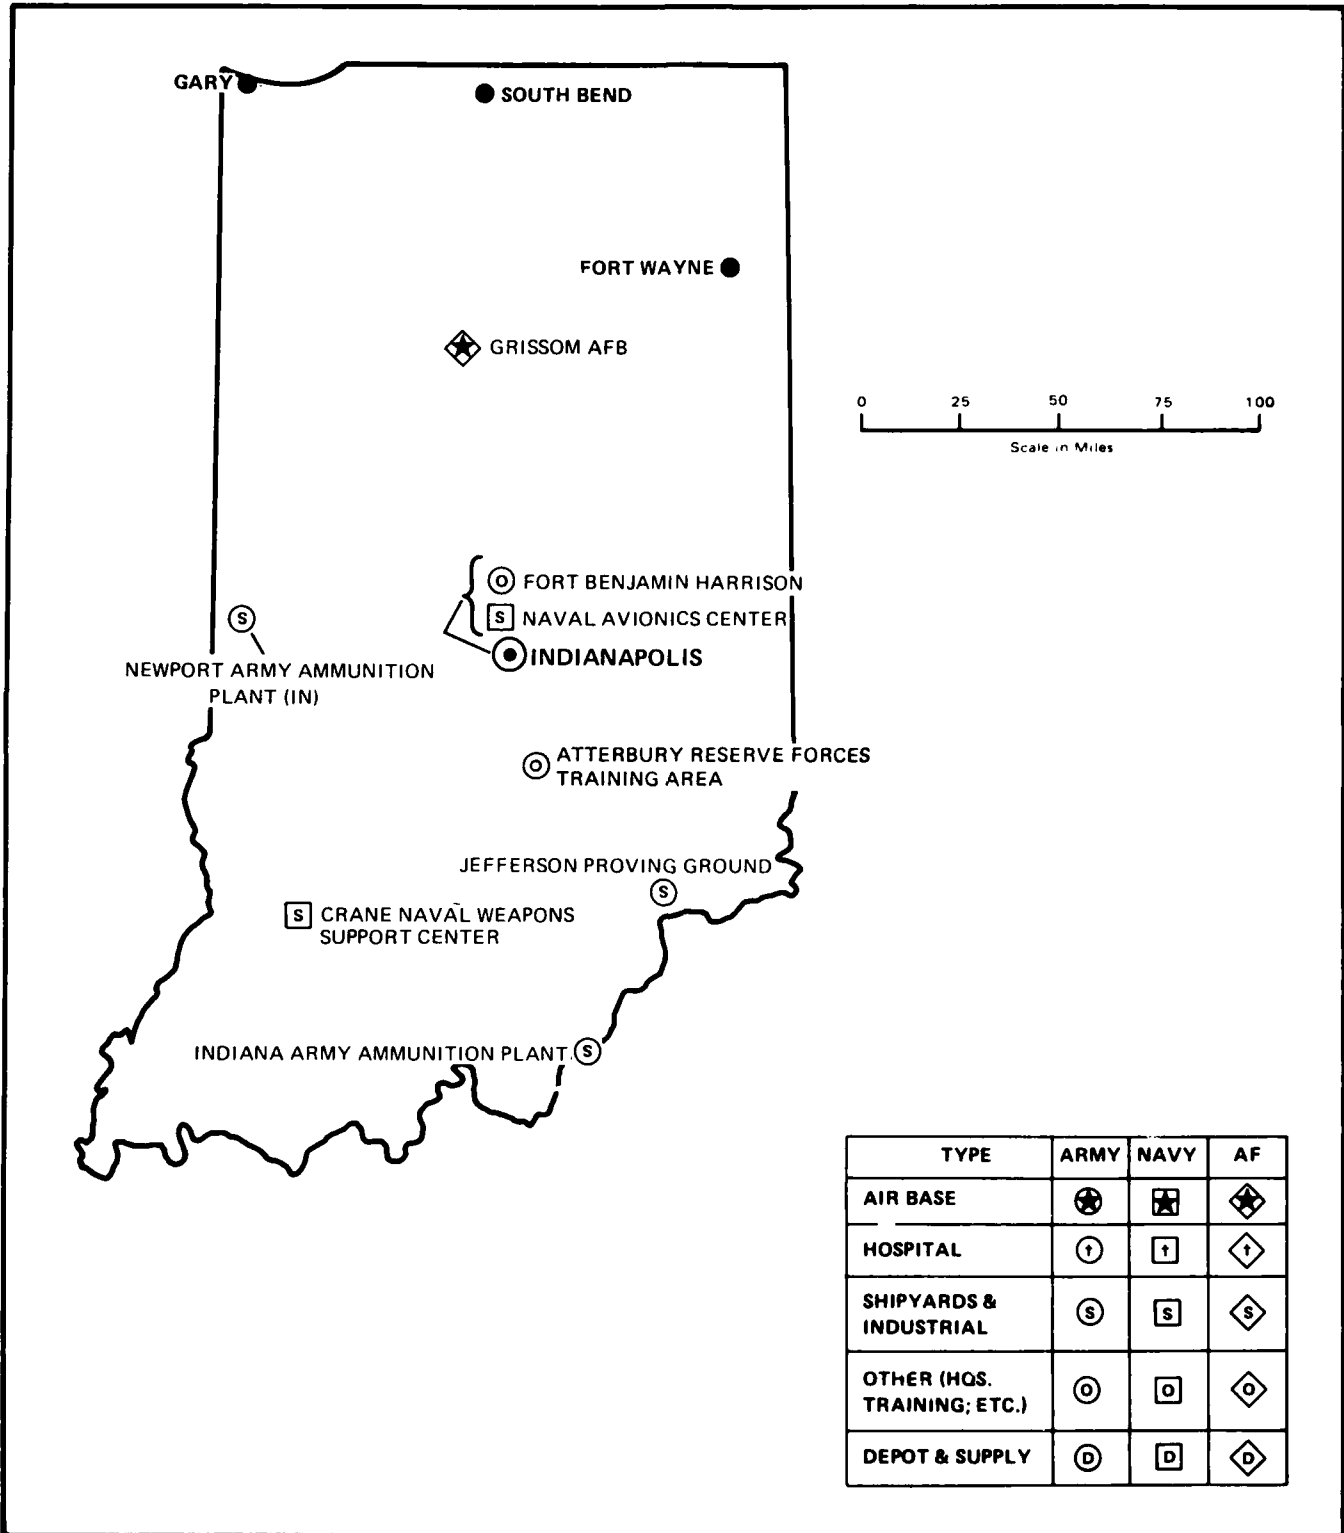 GARY
SOUTH BEND
FORT WAYNE
GRISSOM AFB
0 25 50 75 100
Scale in Miles
O FORT BENJAMIN HARRISON
S NAVAL AVIONICS CENTER
INDIANAPOLIS
S
NEWPORT ARMY AMMUNITION
PLANT (IN)
O ATTERBURY RESERVE FORCES
TRAINING AREA
JEFFERSON PROVING GROUND
S
S CRANE NAVAL WEAPONS
SUPPORT CENTER
INDIANA ARMY AMMUNITION PLANT S
TYPE ARMY NAVY AF
AIR BASE
HOSPITAL
SHIPYARDS &
INDUSTRIAL S S S
OTHER (HQS.
TRAINING; ETC.) O O O
DEPOT & SUPPLY D D D